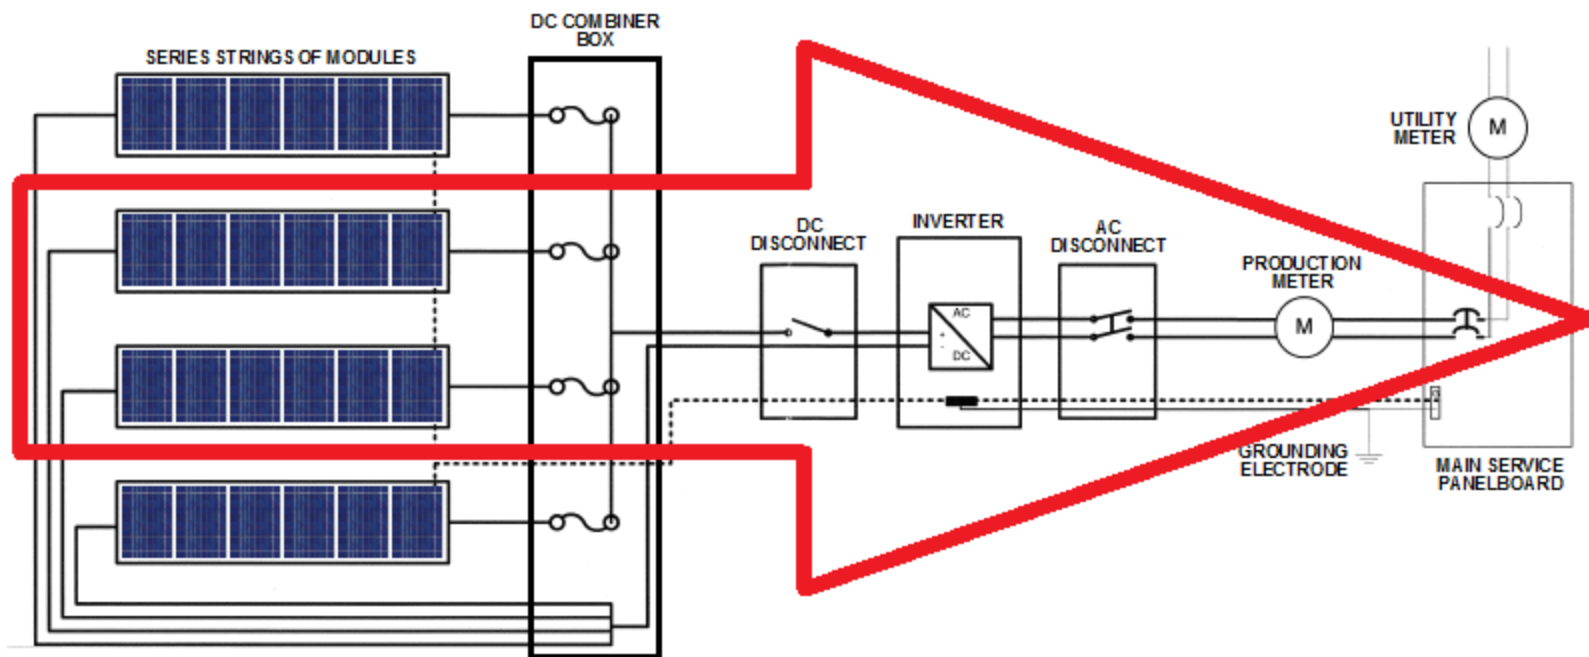 DC COMBINER
BOX
SERIES STRINGS OF MODULES
UTILITY
METER
M
DC
DISCONNECT
INVERTER
AC
DISCONNECT
PRODUCTION
METER
AC
+
-
DC
M
GROUNDING
ELECTRODE
MAIN SERVICE
PANELBOARD